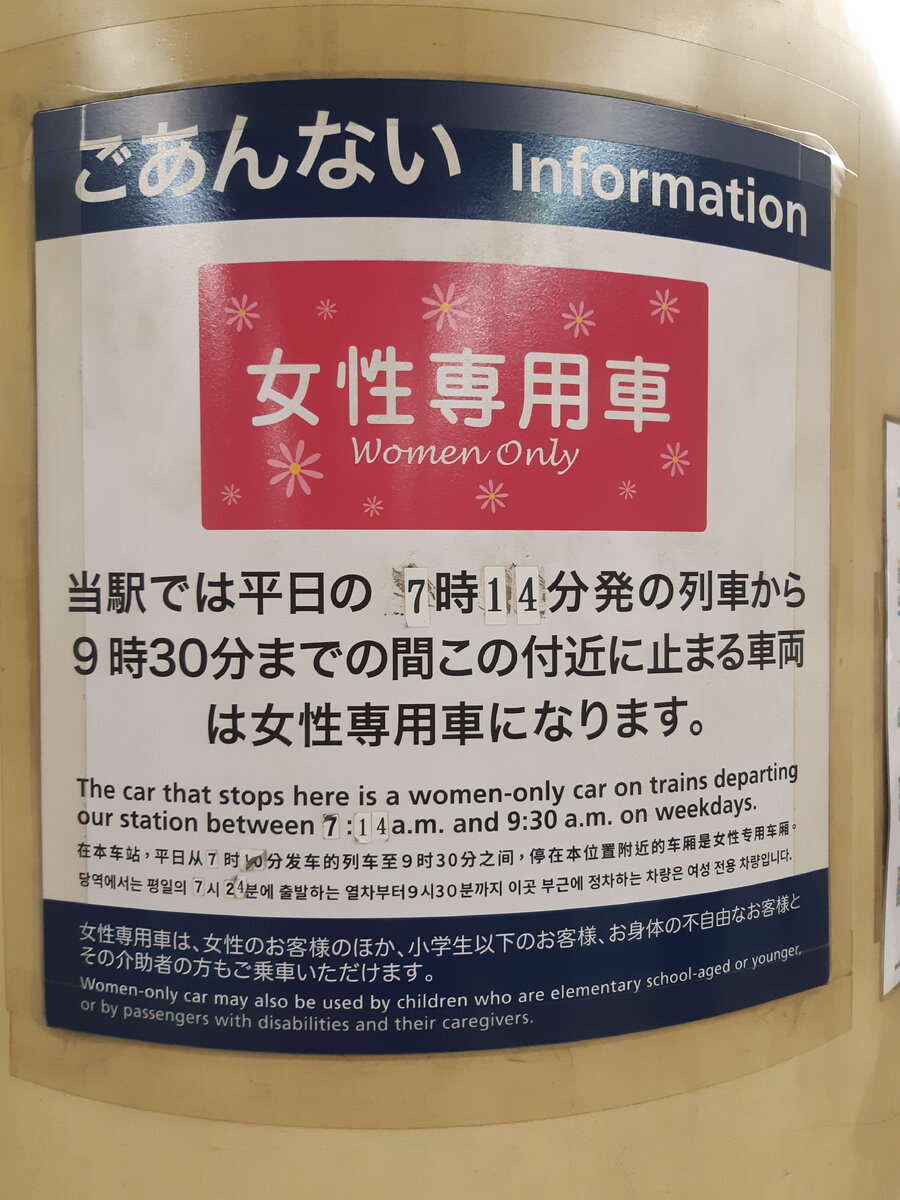 ごあんない Information
女性専用車
Women Only
当駅では平日の 7時14分発の列車から
9時30分までの間この付近に止まる車両
は女性専用車になります。
The car that stops here is a women-only car on trains departing
our station between 7:14a.m. and 9:30 a.m. on weekdays.
在本车站，平日从7时分发车的列车至9时30分之间，停在本位置附近的车厢是女性专用车厢。
당역에서는 평일의 7시 24분에 출발하는 열차부터 9시30분까지 이곳 부근에 정차하는 차량은 여성 전용 차량입니다.
女性専用車は、女性のお客様のほか、小学生以下のお客様、お身体の不自由なお客様と
その介助者の方もご乗車いただけます。
Women-only car may also be used by children who are elementary school-aged or younger,
or by passengers with disabilities and their caregivers.